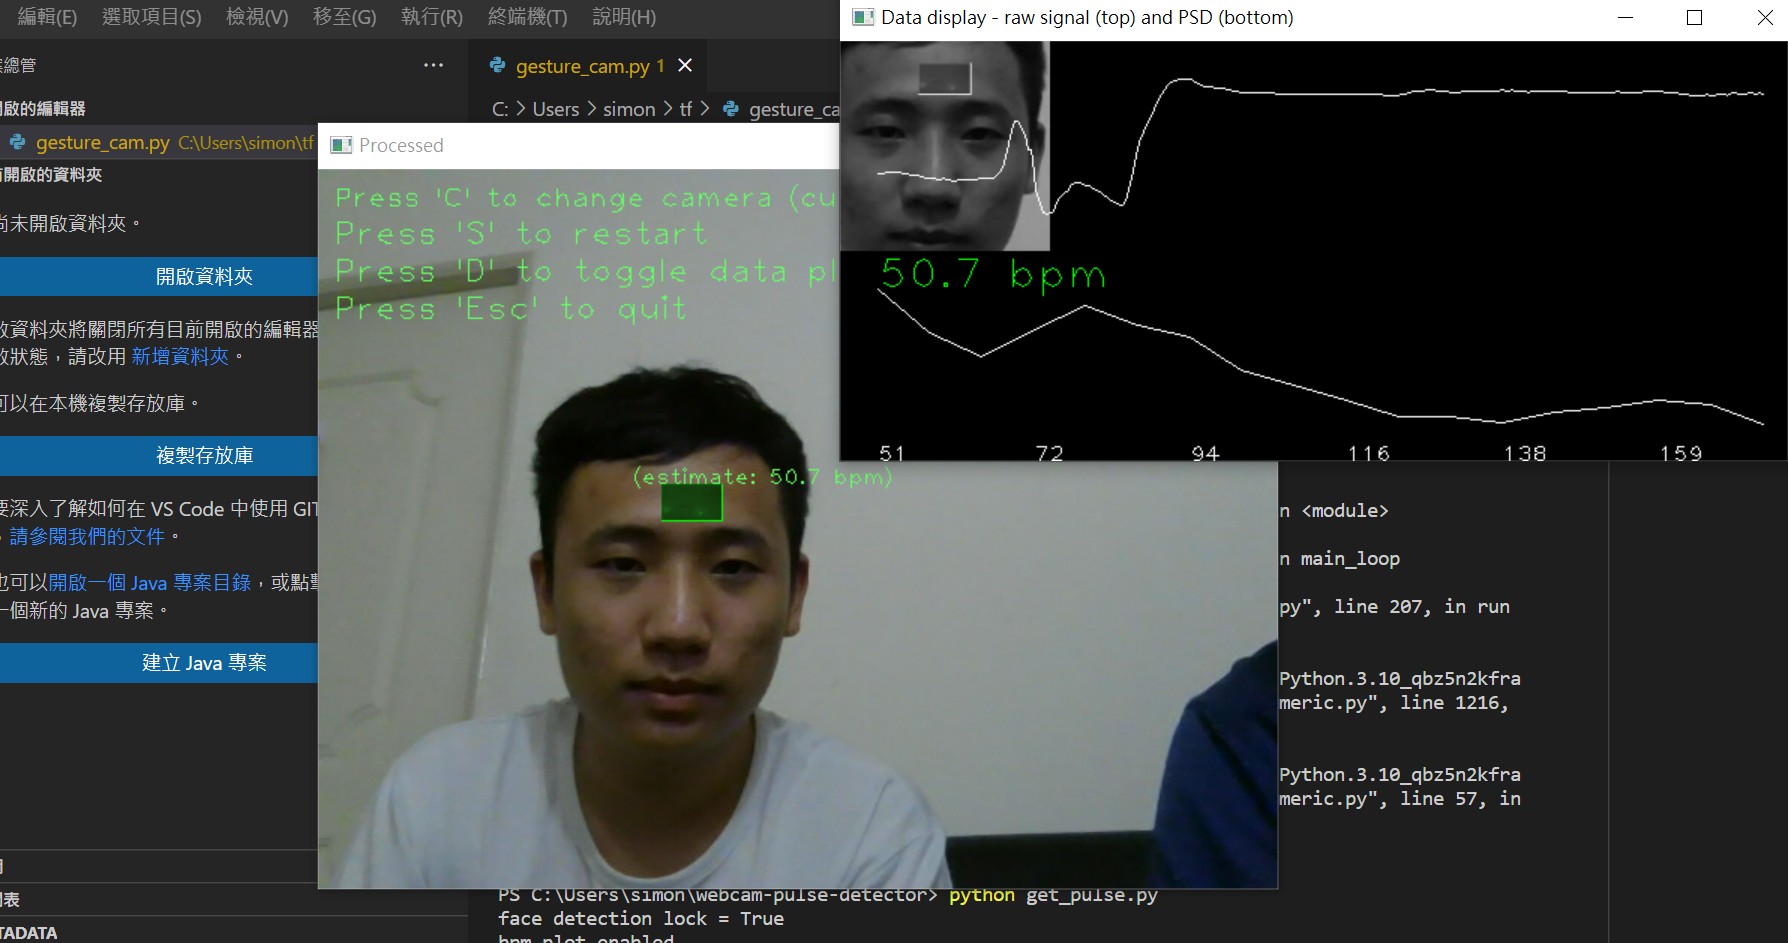 編輯(E) 選取項目(S) 檢視(V) 移至(G) 執行(R) 終端機(T) 說明(H)
總管 ···
啟的編輯器
gesture_cam.py C:\Users\simon\tf
開啟的資料夾
未開啟資料夾。
開啟資料夾
資料夾將關閉所有目前開啟的編輯器
狀態,請改用 新增資料夾。
可以在本機複製存放庫。
複製存放庫
要深入了解如何在 VS Code 中使用 GIT
,請參閱我們的文件。
也可以開啟一個 Java 專案目錄,或點
一個新的 Java 專案。
建立 Java 專案
表
TADATA
gesture_cam.py 1
C: > Users > simon > tf > gesture_ca
Processed
Press 'C' to change camera (cu
Press 'S' to restart
Press 'D' to toggle data pl
Press 'Esc' to quit
(estimate: 50.7 bpm)
Data display - raw signal (top) and PSD (bottom)
50.7 bpm
51 72 94 116 138 159
n <module>
n main_loop
py", line 207, in run
Python.3.10_qbz5n2kfra
meric.py", line 1216,
Python.3.10_qbz5n2kfra
meric.py", line 57, in
PS C:\Users\simon\webcam-pulse-detector> python get_pulse.py
face detection lock = True
bpm plot enabled